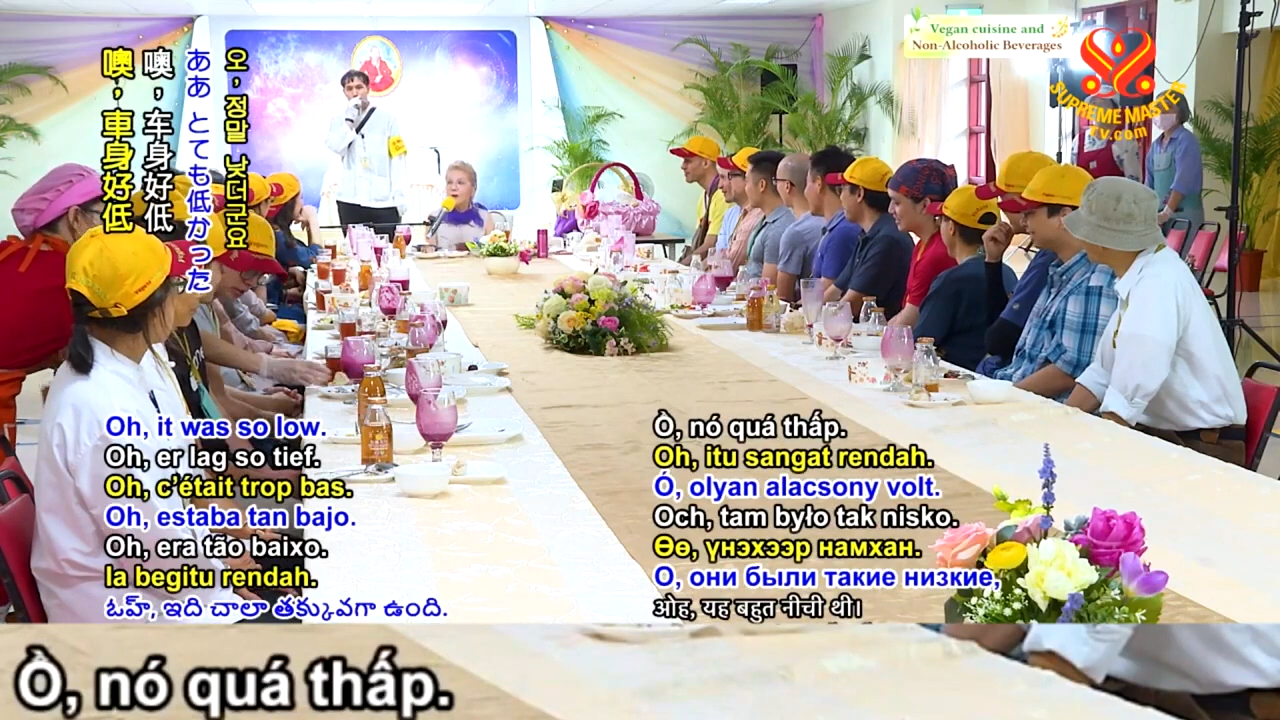 Vegan cuisine and
Non-Alcoholic Beverages
SUPREME MASTER
TV.com
오, 정말 낮더군요
ああ とても低かった
噢，车身好低
噢，車身好低
Oh, it was so low.
Oh, er lag so tief.
Oh, c’était trop bas.
Oh, estaba tan bajo.
Oh, era tão baixo.
Ia begitu rendah.
ఓహ్, ఇది చాలా తక్కువగా ఉంది.
Ồ, nó quá thấp.
Oh, itu sangat rendah.
Ó, olyan alacsony volt.
Och, tam było tak nisko.
Өө, үнэхээр намхан.
О, они были такие низкие,
ओह, यह बहुत नीची थी।
Ồ, nó quá thấp.